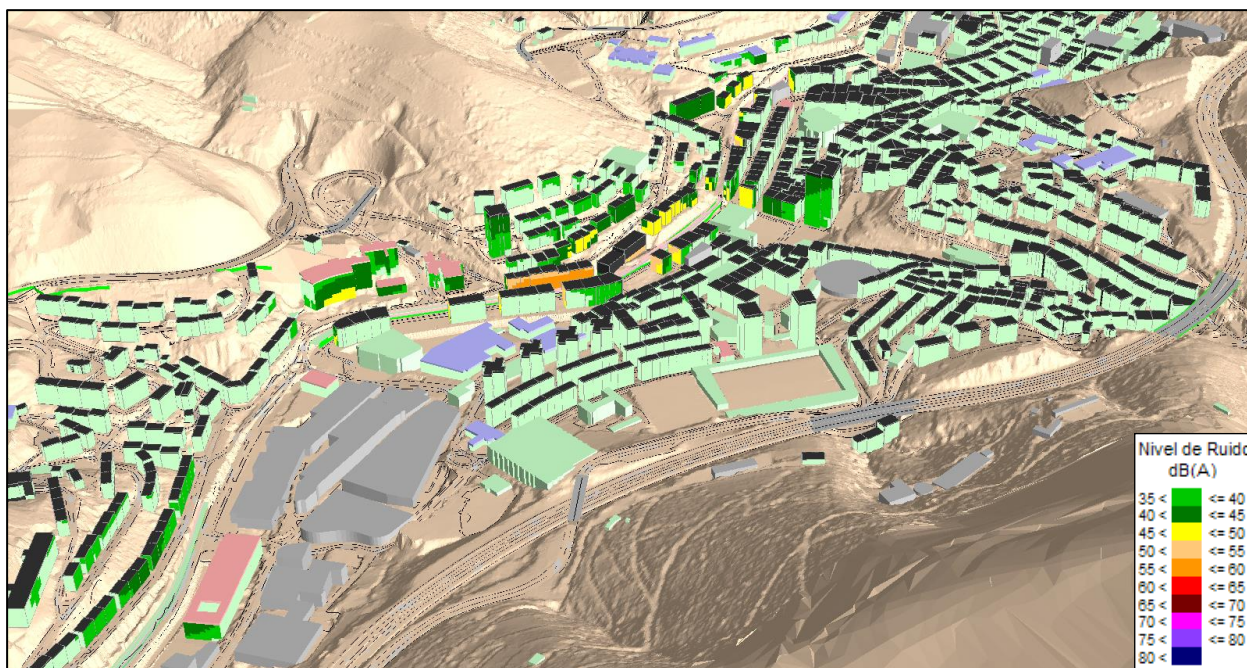 Nivel de Ruido
dB(A)
35 < <= 40
40 < <= 45
45 < <= 50
50 < <= 55
55 < <= 60
60 < <= 65
65 < <= 70
70 < <= 75
75 < <= 80
80 <